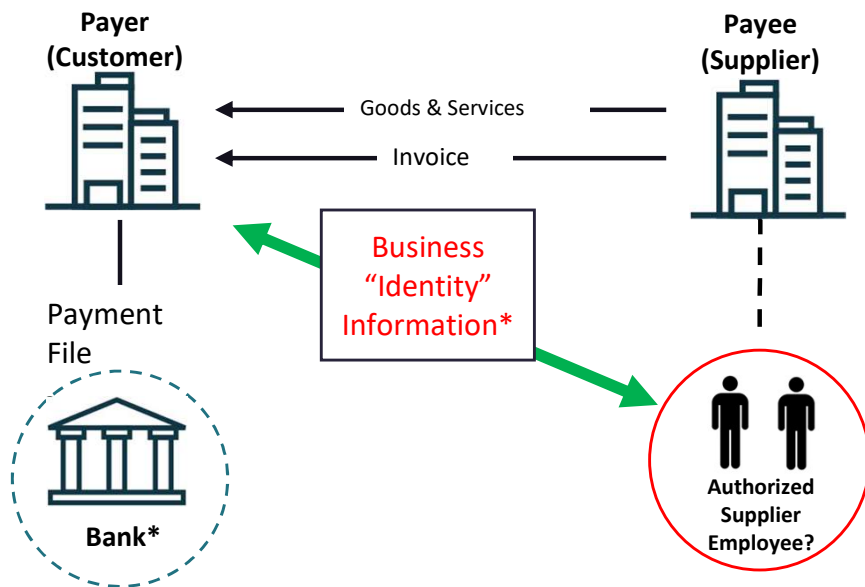 Payer
(Customer)
Payee
(Supplier)
Goods & Services
Invoice
Business
“Identity”
Information*
Payment
File
Bank*
Authorized
Supplier
Employee?